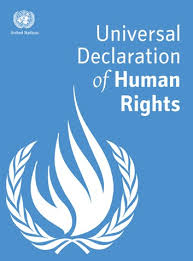 United Nations
Universal
Declaration
of Human
Rights